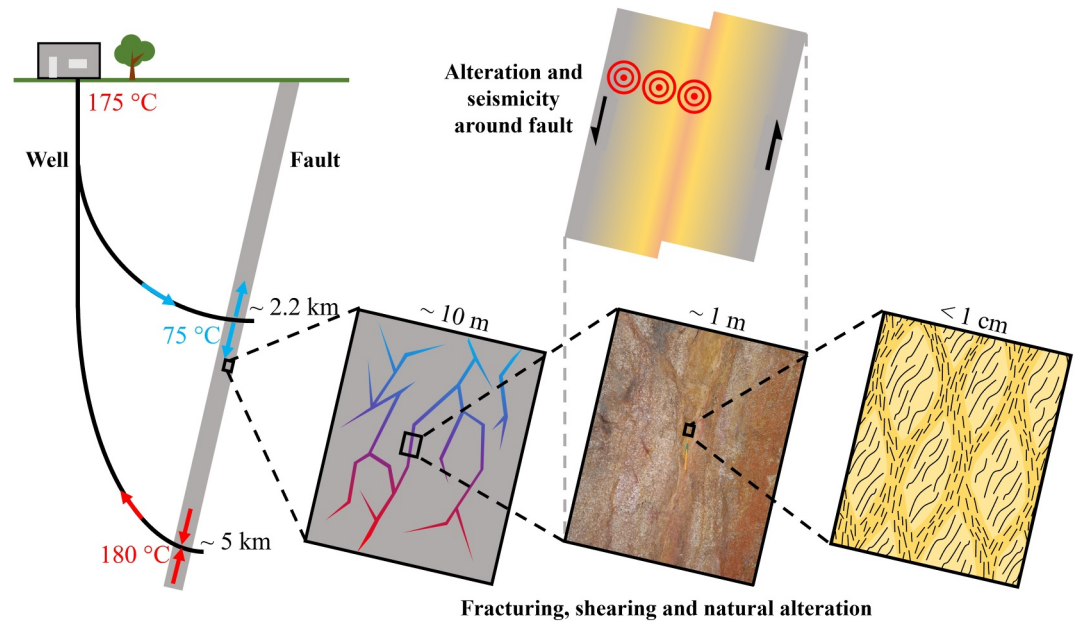 175 °C
Well
Fault
~ 2.2 km
75 °C
180 °C
~ 5 km
Alteration and
seismicity
around fault
~ 10 m
~ 1 m
< 1 cm
Fracturing, shearing and natural alteration